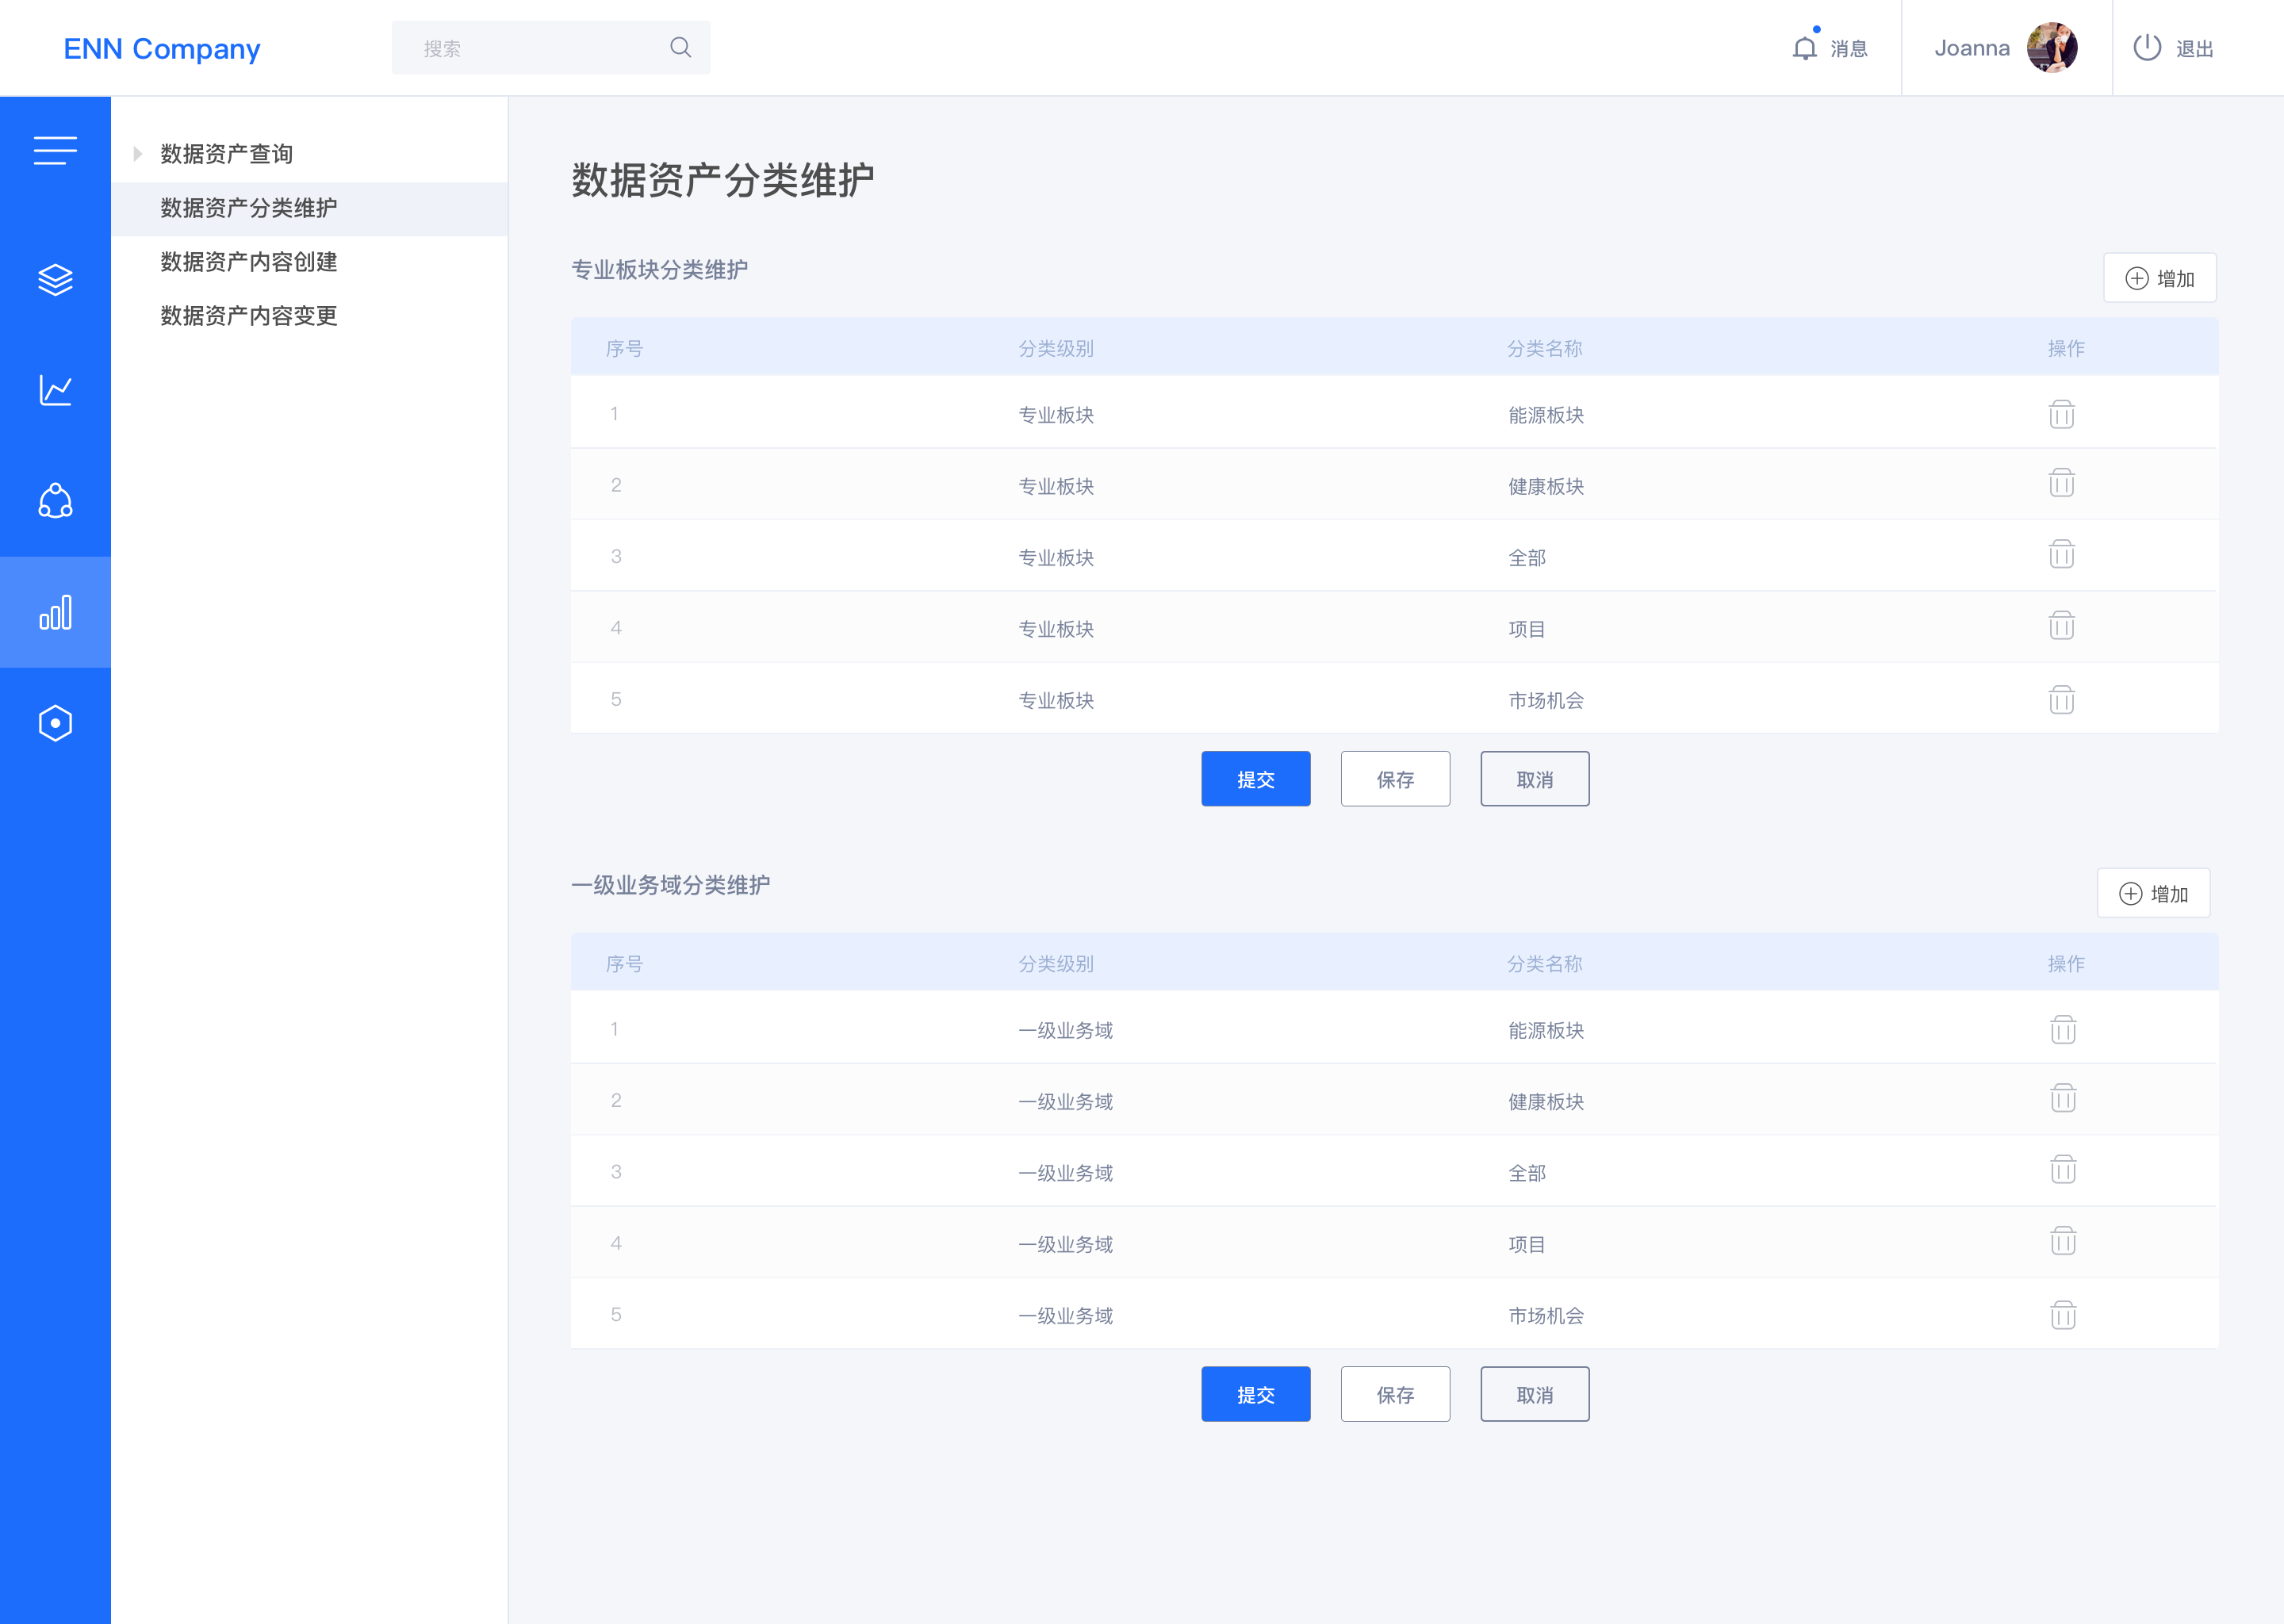 ENN Company
搜索
消息
Joanna
退出
数据资产查询
数据资产分类维护
数据资产内容创建
数据资产内容变更
数据资产分类维护
专业板块分类维护
增加
序号 分类级别 分类名称 操作
1 专业板块 能源板块
2 专业板块 健康板块
3 专业板块 全部
4 专业板块 项目
5 专业板块 市场机会
提交 保存 取消
一级业务域分类维护
增加
序号 分类级别 分类名称 操作
1 一级业务域 能源板块
2 一级业务域 健康板块
3 一级业务域 全部
4 一级业务域 项目
5 一级业务域 市场机会
提交 保存 取消